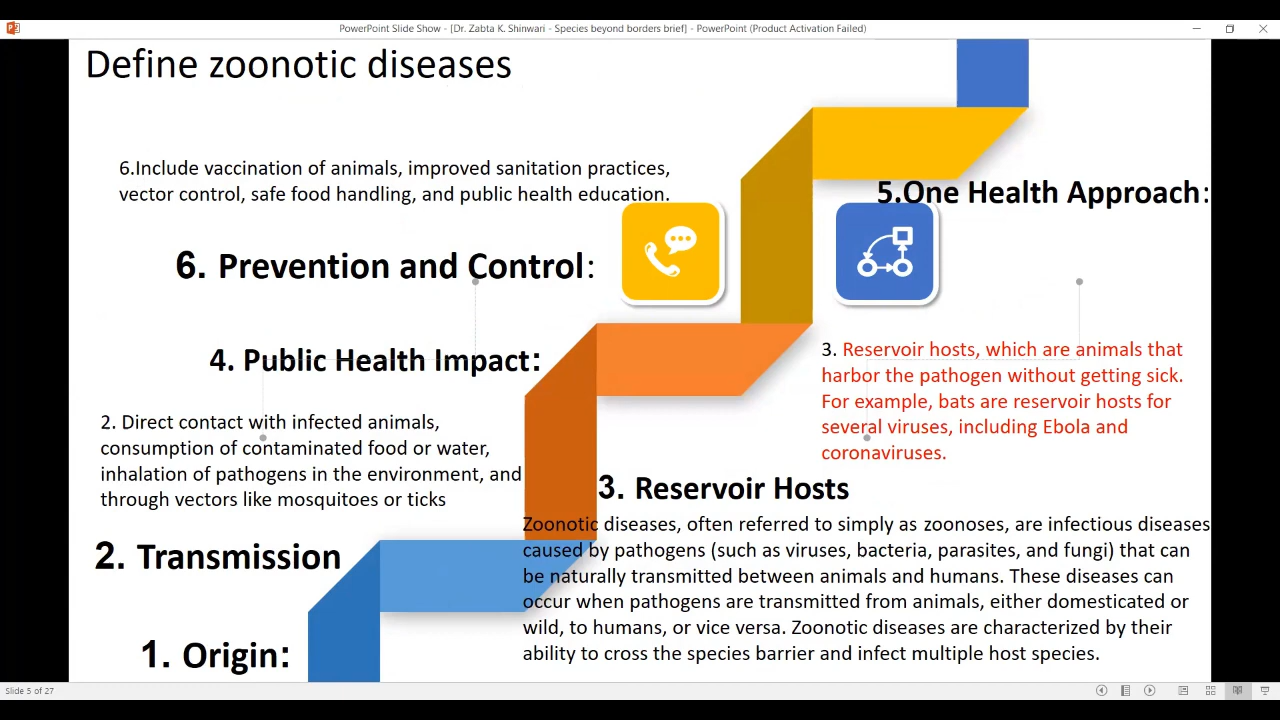 PowerPoint Slide Show - [Dr. Zabta K. Shinwari - Species beyond borders brief] - PowerPoint (Product Activation Failed)
Define zoonotic diseases
6.Include vaccination of animals, improved sanitation practices,
vector control, safe food handling, and public health education.
5.One Health Approach:
6. Prevention and Control:
4. Public Health Impact:
3. Reservoir hosts, which are animals that
harbor the pathogen without getting sick.
For example, bats are reservoir hosts for
several viruses, including Ebola and
coronaviruses.
2. Direct contact with infected animals,
consumption of contaminated food or water,
inhalation of pathogens in the environment, and
through vectors like mosquitoes or ticks
3. Reservoir Hosts
Zoonotic diseases, often referred to simply as zoonoses, are infectious diseases
caused by pathogens (such as viruses, bacteria, parasites, and fungi) that can
be naturally transmitted between animals and humans. These diseases can
occur when pathogens are transmitted from animals, either domesticated or
wild, to humans, or vice versa. Zoonotic diseases are characterized by their
ability to cross the species barrier and infect multiple host species.
2. Transmission
1. Origin:
Slide 5 of 27